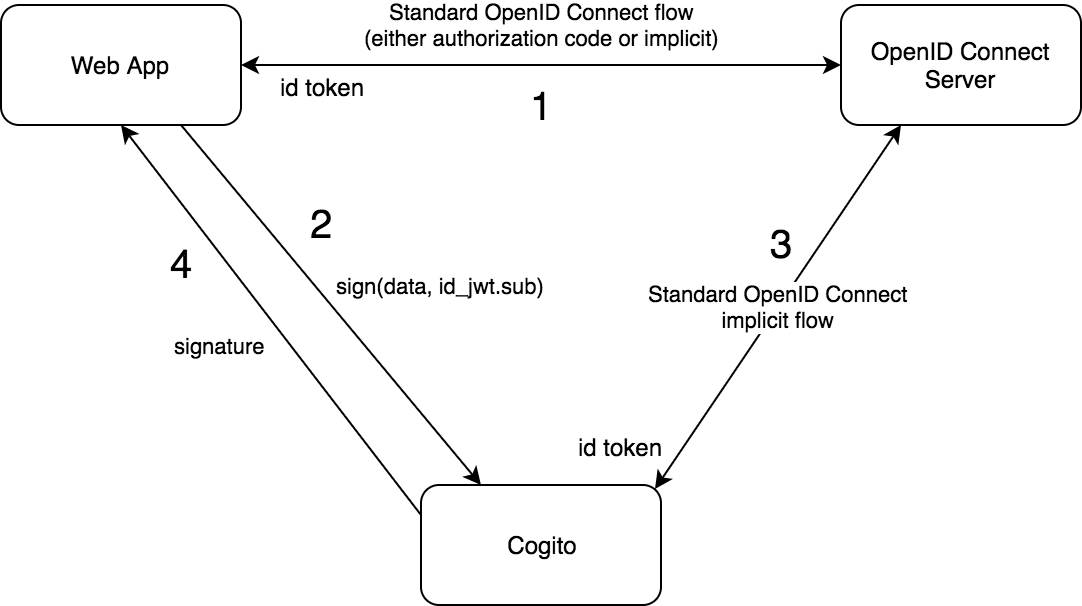 Standard OpenID Connect flow
(either authorization code or implicit)
Web App
OpenID Connect
Server
id token
1
2
4
3
sign(data, id_jwt.sub)
Standard OpenID Connect
implicit flow
signature
id token
Cogito